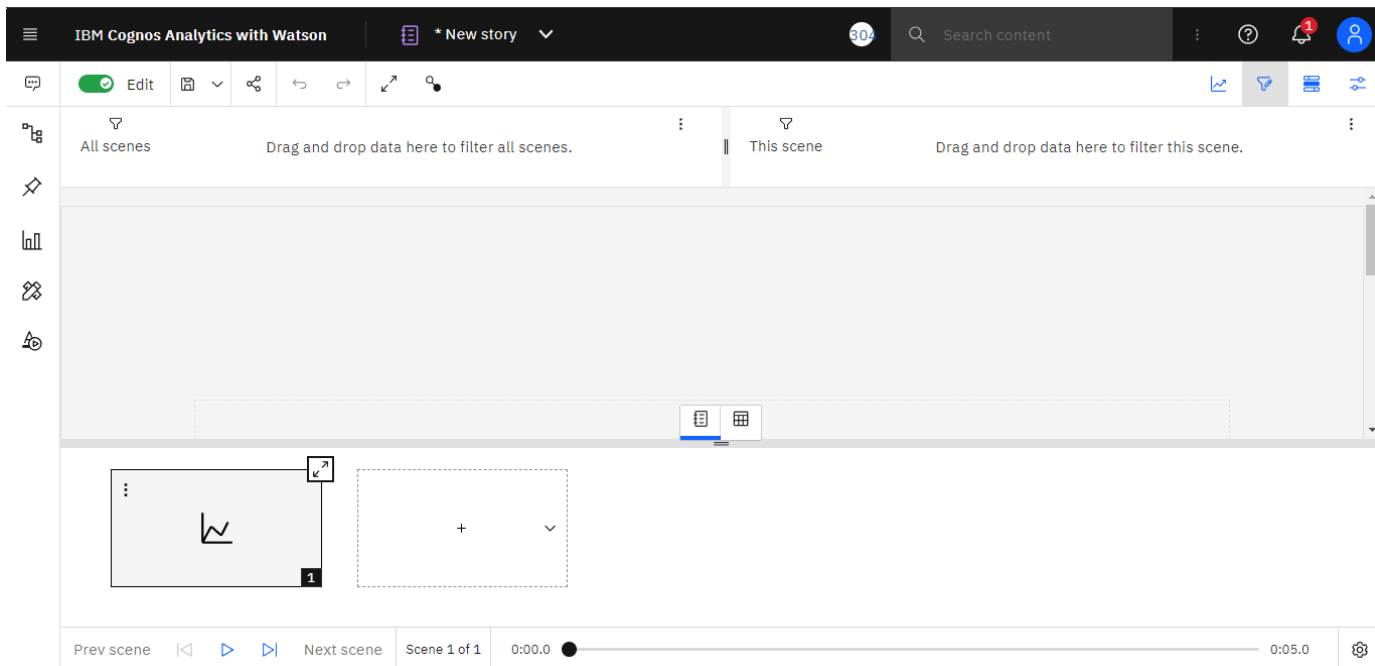 IBM Cognos Analytics with Watson
* New story
304
Search content
1
Edit
All scenes
Drag and drop data here to filter all scenes.
This scene
Drag and drop data here to filter this scene.
1
Prev scene
Next scene
Scene 1 of 1
0:00.0
0:05.0